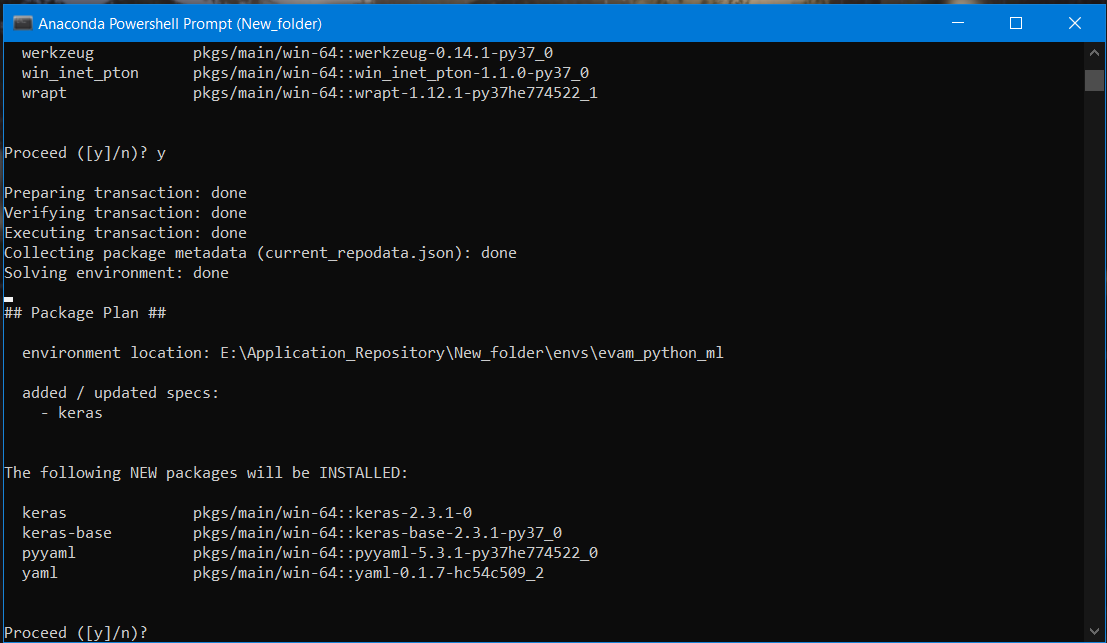 Anaconda Powershell Prompt (New_folder)
werkzeug pkgs/main/win-64::werkzeug-0.14.1-py37_0
win_inet_pton pkgs/main/win-64::win_inet_pton-1.1.0-py37_0
wrapt pkgs/main/win-64::wrapt-1.12.1-py37he774522_1
Proceed ([y]/n)? y
Preparing transaction: done
Verifying transaction: done
Executing transaction: done
Collecting package metadata (current_repodata.json): done
Solving environment: done
## Package Plan ##
environment location: E:\Application_Repository\New_folder\envs\evam_python_ml
added / updated specs:
- keras
The following NEW packages will be INSTALLED:
keras pkgs/main/win-64::keras-2.3.1-0
keras-base pkgs/main/win-64::keras-base-2.3.1-py37_0
pyyaml pkgs/main/win-64::pyyaml-5.3.1-py37he774522_0
yaml pkgs/main/win-64::yaml-0.1.7-hc54c509_2
Proceed ([y]/n)?